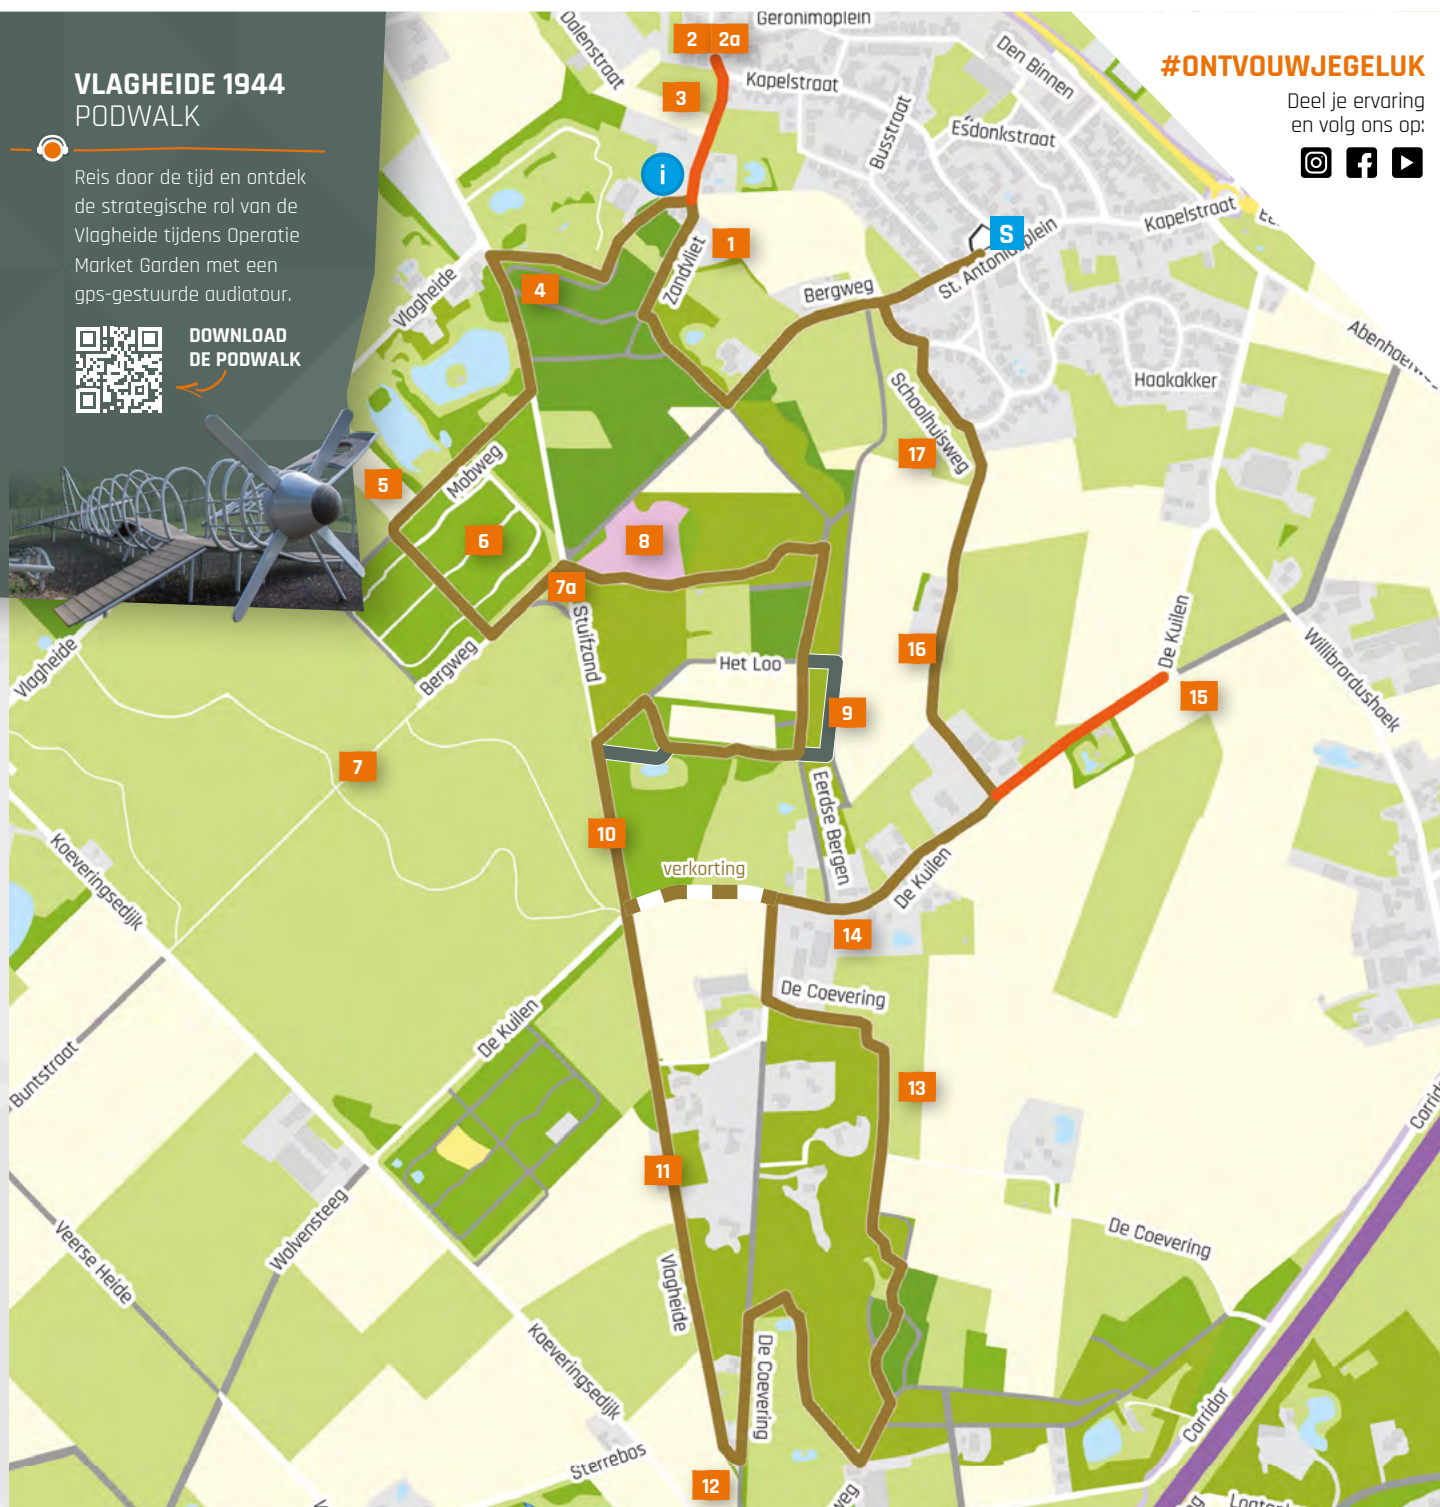 VLAGHEIDE 1944
PODWALK
Reis door de tijd en ontdek
de strategische rol van de
Vlagheide tijdens Operatie
Market Garden met een
gps-gestuurde audiotour.
DOWNLOAD
DE PODWALK
#ONTVOUWJEGELUK
Deel je ervaring
en volg ons op:
Geronimoplein
Dalenstraat
2
2a
Den Binnen
3
Kapelstraat
Busstraat
Esdonkstraat
i
Kapelstraat
S
St. Antoniusplein
1
Zandvliet
4
Bergweg
Vlagheide
Haakakker
Schoolhuisweg
17
Mobweg
5
6
8
7a
Stuifzand
De Kuilen
Willibrordushoek
16
Het Loo
Vlagheide
Bergweg
15
9
7
Eerdse Bergen
10
Koeveringsedijk
verkorting
De Kuilen
14
De Coevering
De Kuilen
Buntstraat
13
11
Wolvensteeg
Veerse Heide
De Coevering
Vlagheide
Koeveringsedijk
De Coevering
Corridor
Sterrebos
12